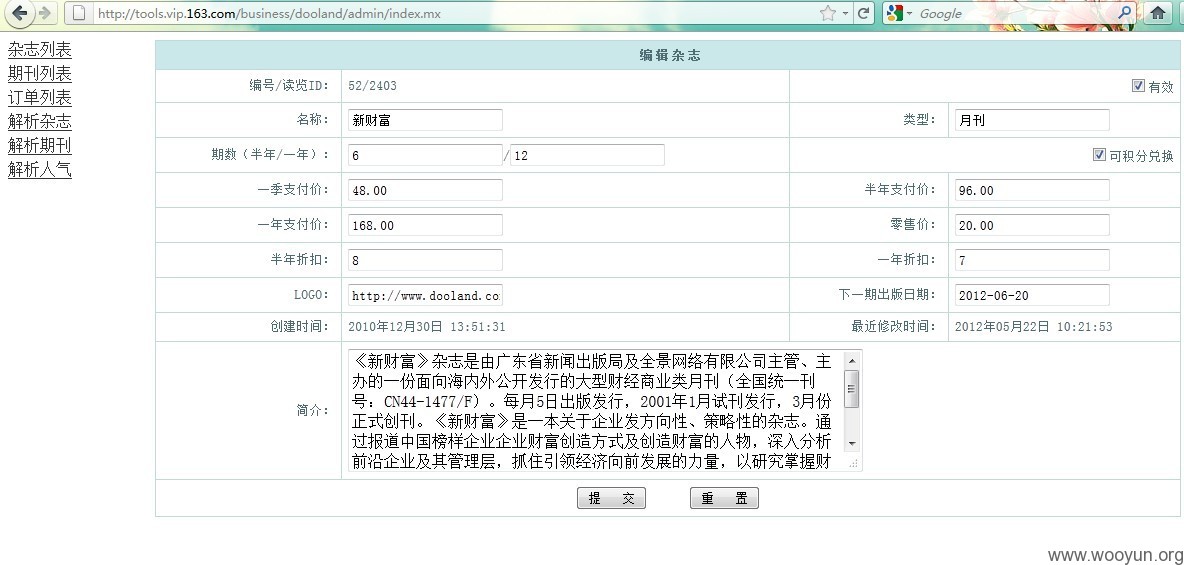 http://tools.vip.163.com/business/dooland/admin/index.mx
Google
杂志列表
期刊列表
订单列表
解析杂志
解析期刊
解析人气
编辑杂志
编号/读览ID： 52/2403 有效
名称： 新财富 类型： 月刊
期数（半年/一年）： 6 / 12 可积分兑换
一季支付价： 48.00 半年支付价： 96.00
一年支付价： 168.00 零售价： 20.00
半年折扣： 8 一年折扣： 7
LOGO： http://www.dooland.co 下一期出版日期： 2012-06-20
创建时间： 2010年12月30日 13:51:31 最近修改时间： 2012年05月22日 10:21:53
简介：
《新财富》杂志是由广东省新闻出版局及全景网络有限公司主管、主
办的一份面向海内外公开发行的大型财经商业类月刊（全国统一刊
号：CN44-1477/F）。每月5日出版发行，2001年1月试刊发行，3月份
正式创刊。《新财富》是一本关于企业发方向性、策略性的杂志。通
过报道中国榜样企业企业财富创造方式及创造财富的人物，深入分析
前沿企业及其管理层，抓住引领经济向前发展的力量，以研究掌握财
提 交 重 置
www.wooyun.org